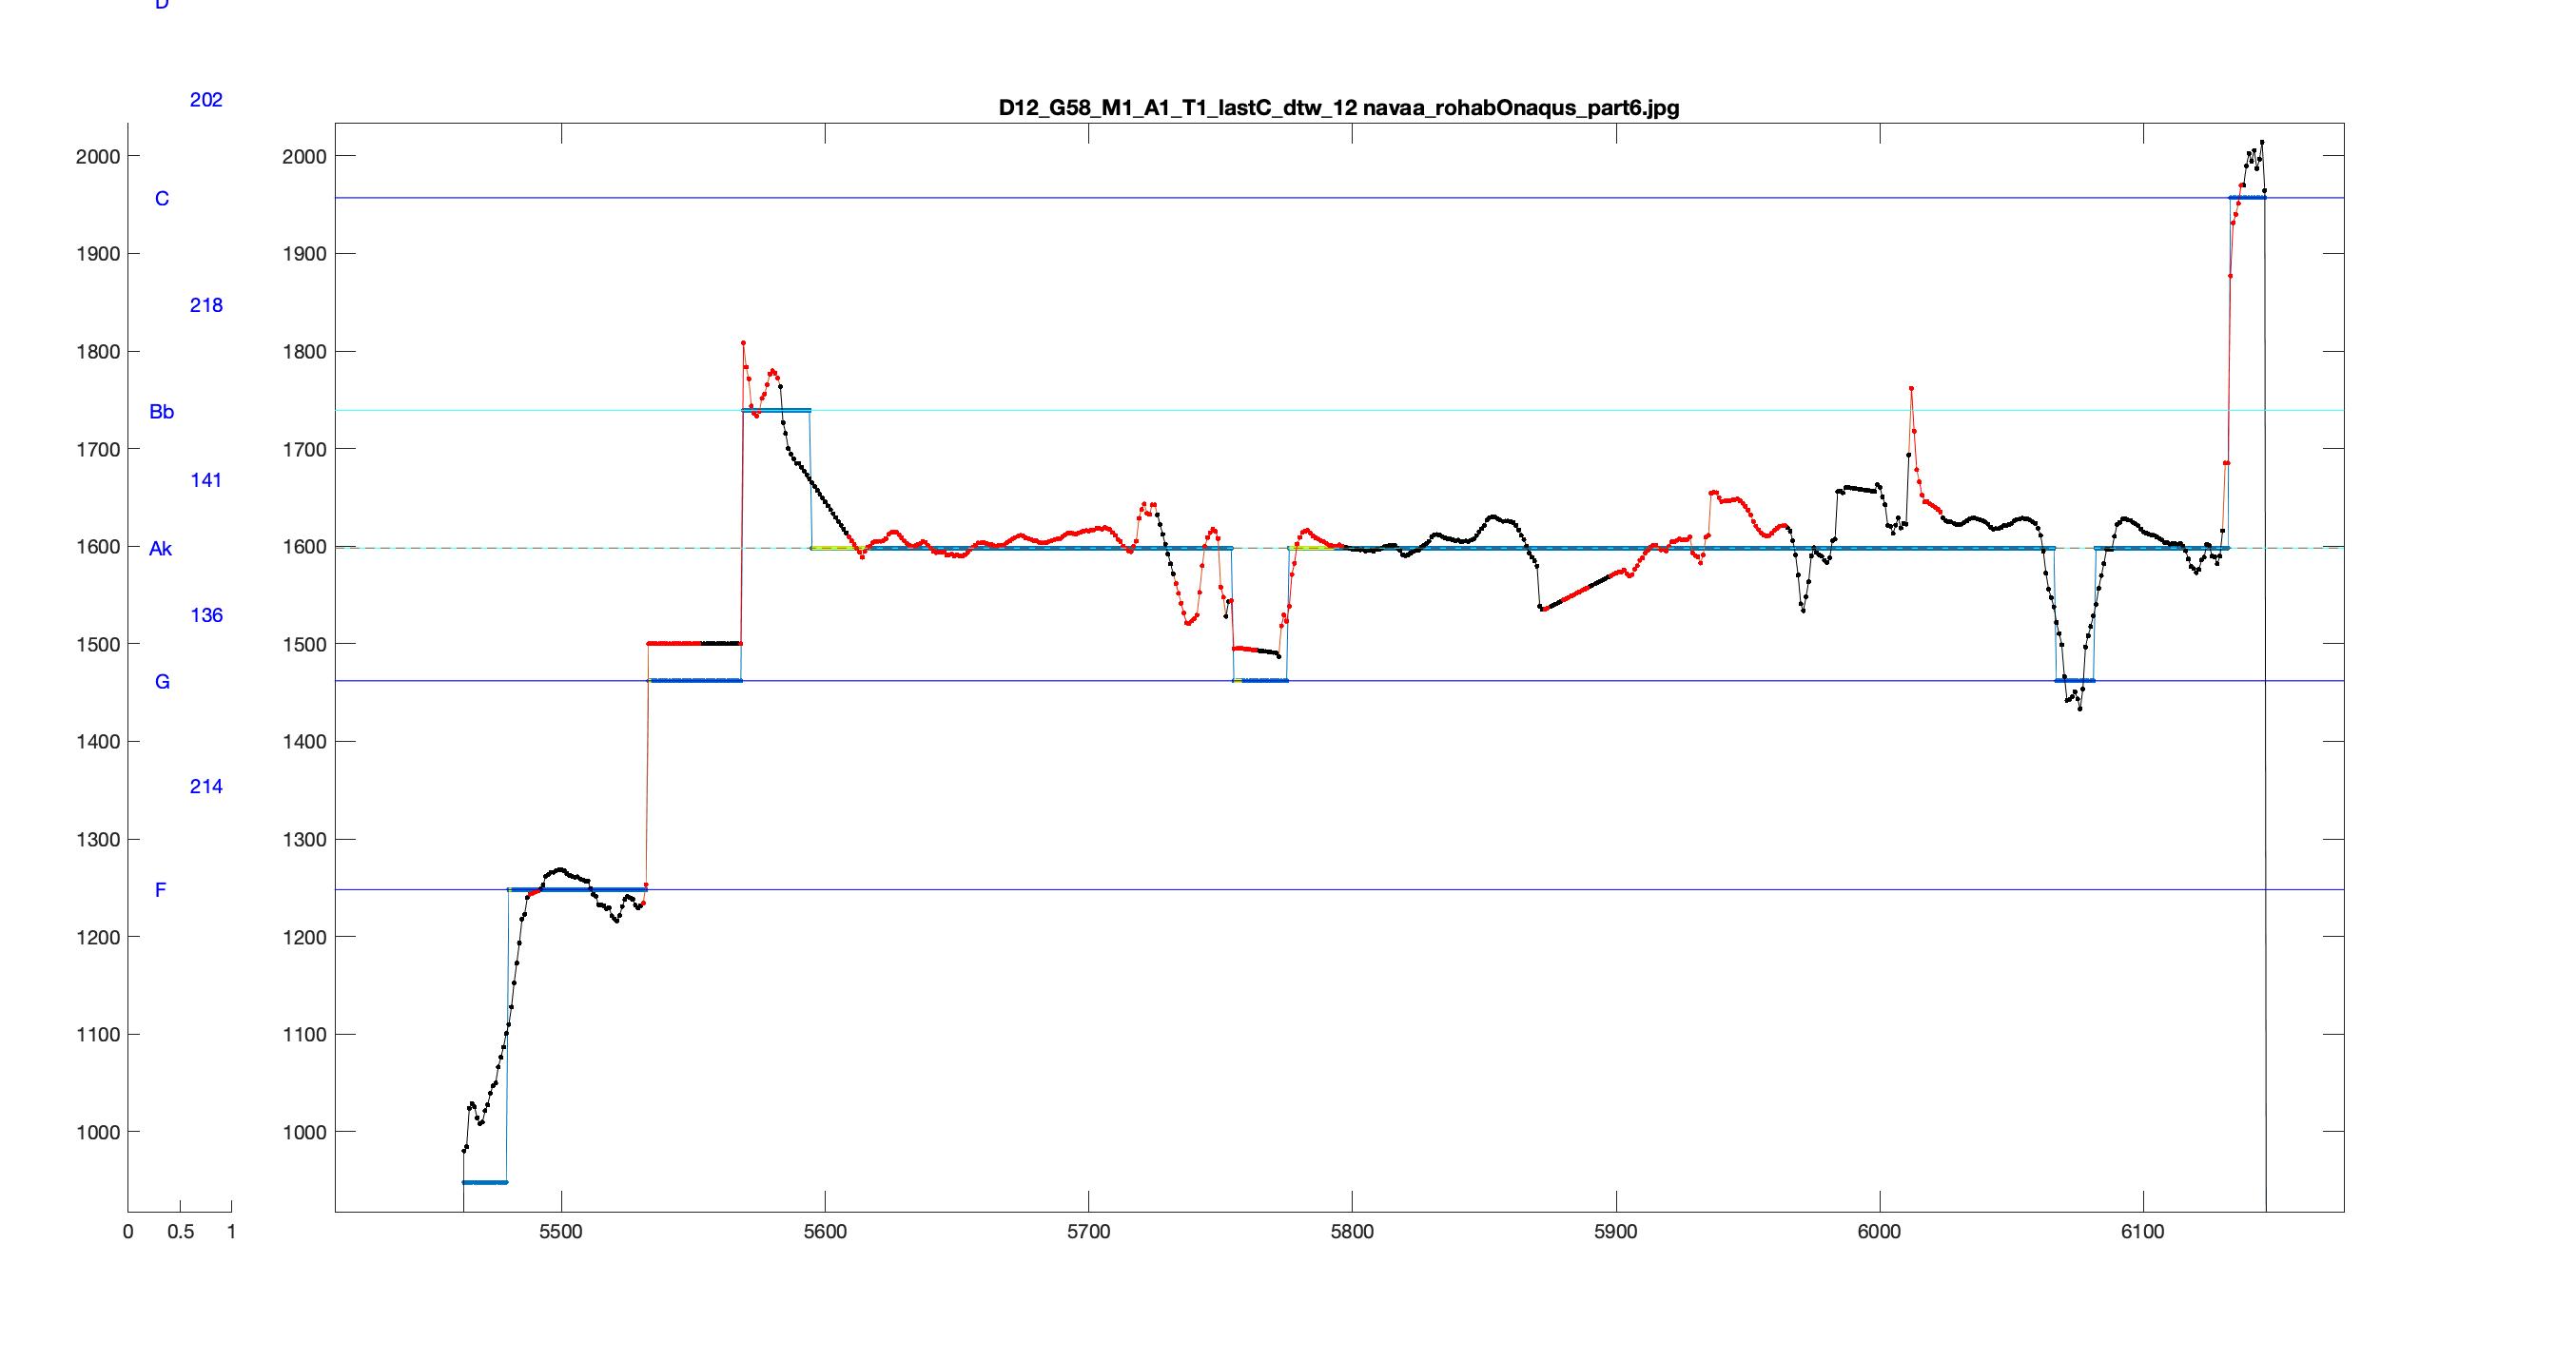 D
202
D12_G58_M1_A1_T1_lastC_dtw_12 navaa_rohabOnaqus_part6.jpg
2000 2000
C
1900 1900
218
1800 1800
Bb
1700 1700
141
1600 Ak 1600
136
1500 1500
G
1400 1400
214
1300 1300
F
1200 1200
1100 1100
1000 1000
0 0.5 1 5500 5600 5700 5800 5900 6000 6100